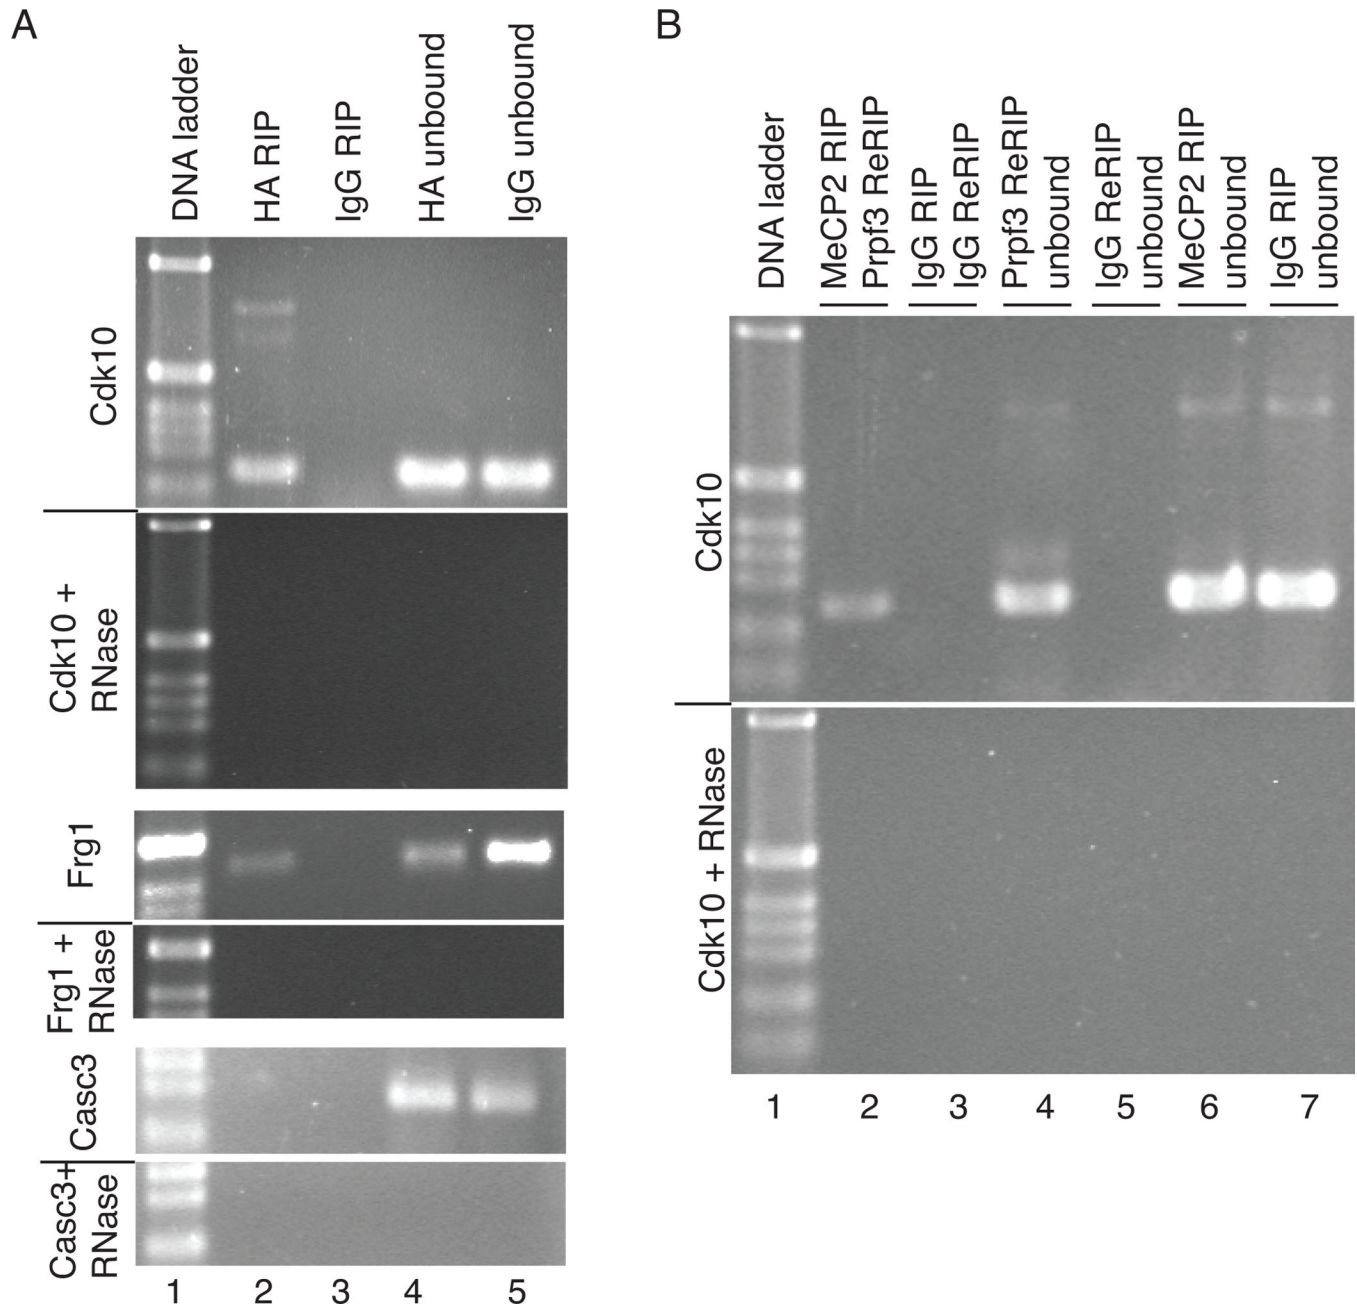 A
DNA ladder
HA RIP
IgG RIP
HA unbound
IgG unbound
Cdk10
Cdk10 +
RNase
Frg1
Frg1 +
RNase
Casc3
Casc3+
RNase
1 2 3 4 5
B
DNA ladder
MeCP2 RIP
Prpf3 ReRIP
IgG RIP
IgG ReRIP
Prpf3 ReRIP
unbound
IgG ReRIP
unbound
MeCP2 RIP
unbound
IgG RIP
unbound
Cdk10
Cdk10 + RNase
1 2 3 4 5 6 7